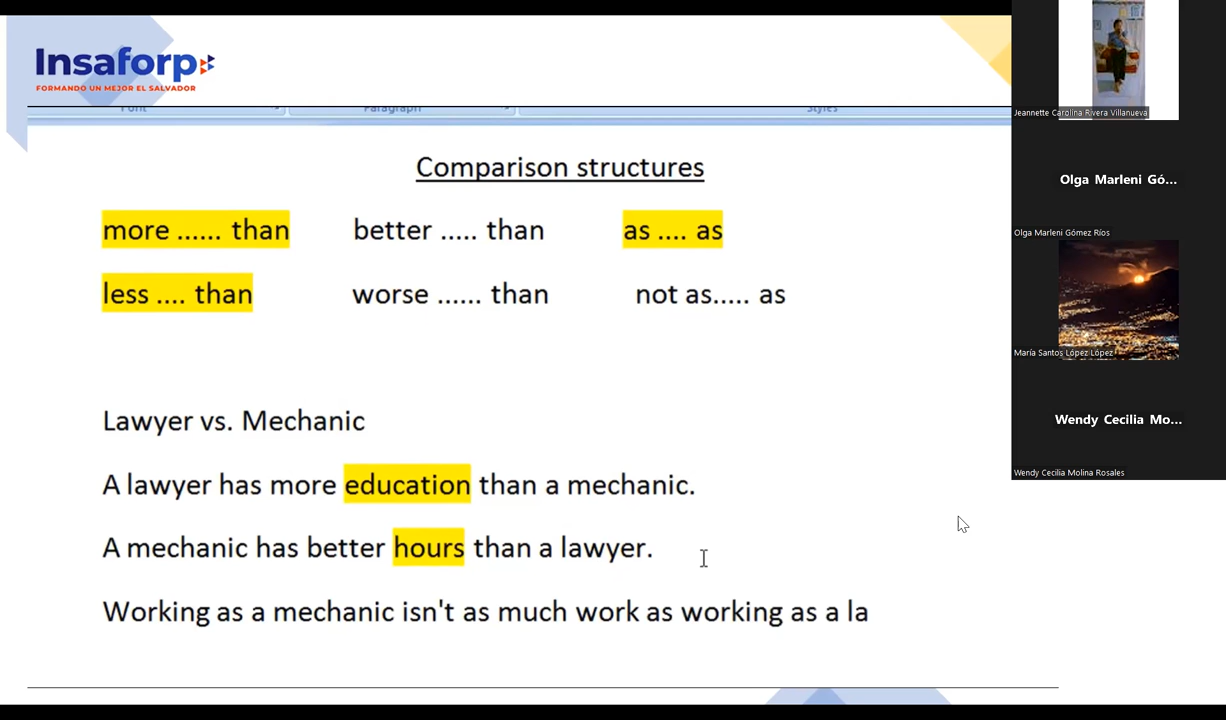 Insaforp
FORMANDO UN MEJOR EL SALVADOR
Font
Paragraph
Styles
Comparison structures
more ...... than better ..... than as .... as
less .... than worse ...... than not as..... as
Lawyer vs. Mechanic
A lawyer has more education than a mechanic.
A mechanic has better hours than a lawyer.
Working as a mechanic isn't as much work as working as a la
Jeannette Carolina Rivera Villanueva
Olga Marleni Gó...
Olga Marleni Gómez Ríos
María Santos López López
Wendy Cecilia Mo...
Wendy Cecilia Molina Rosales